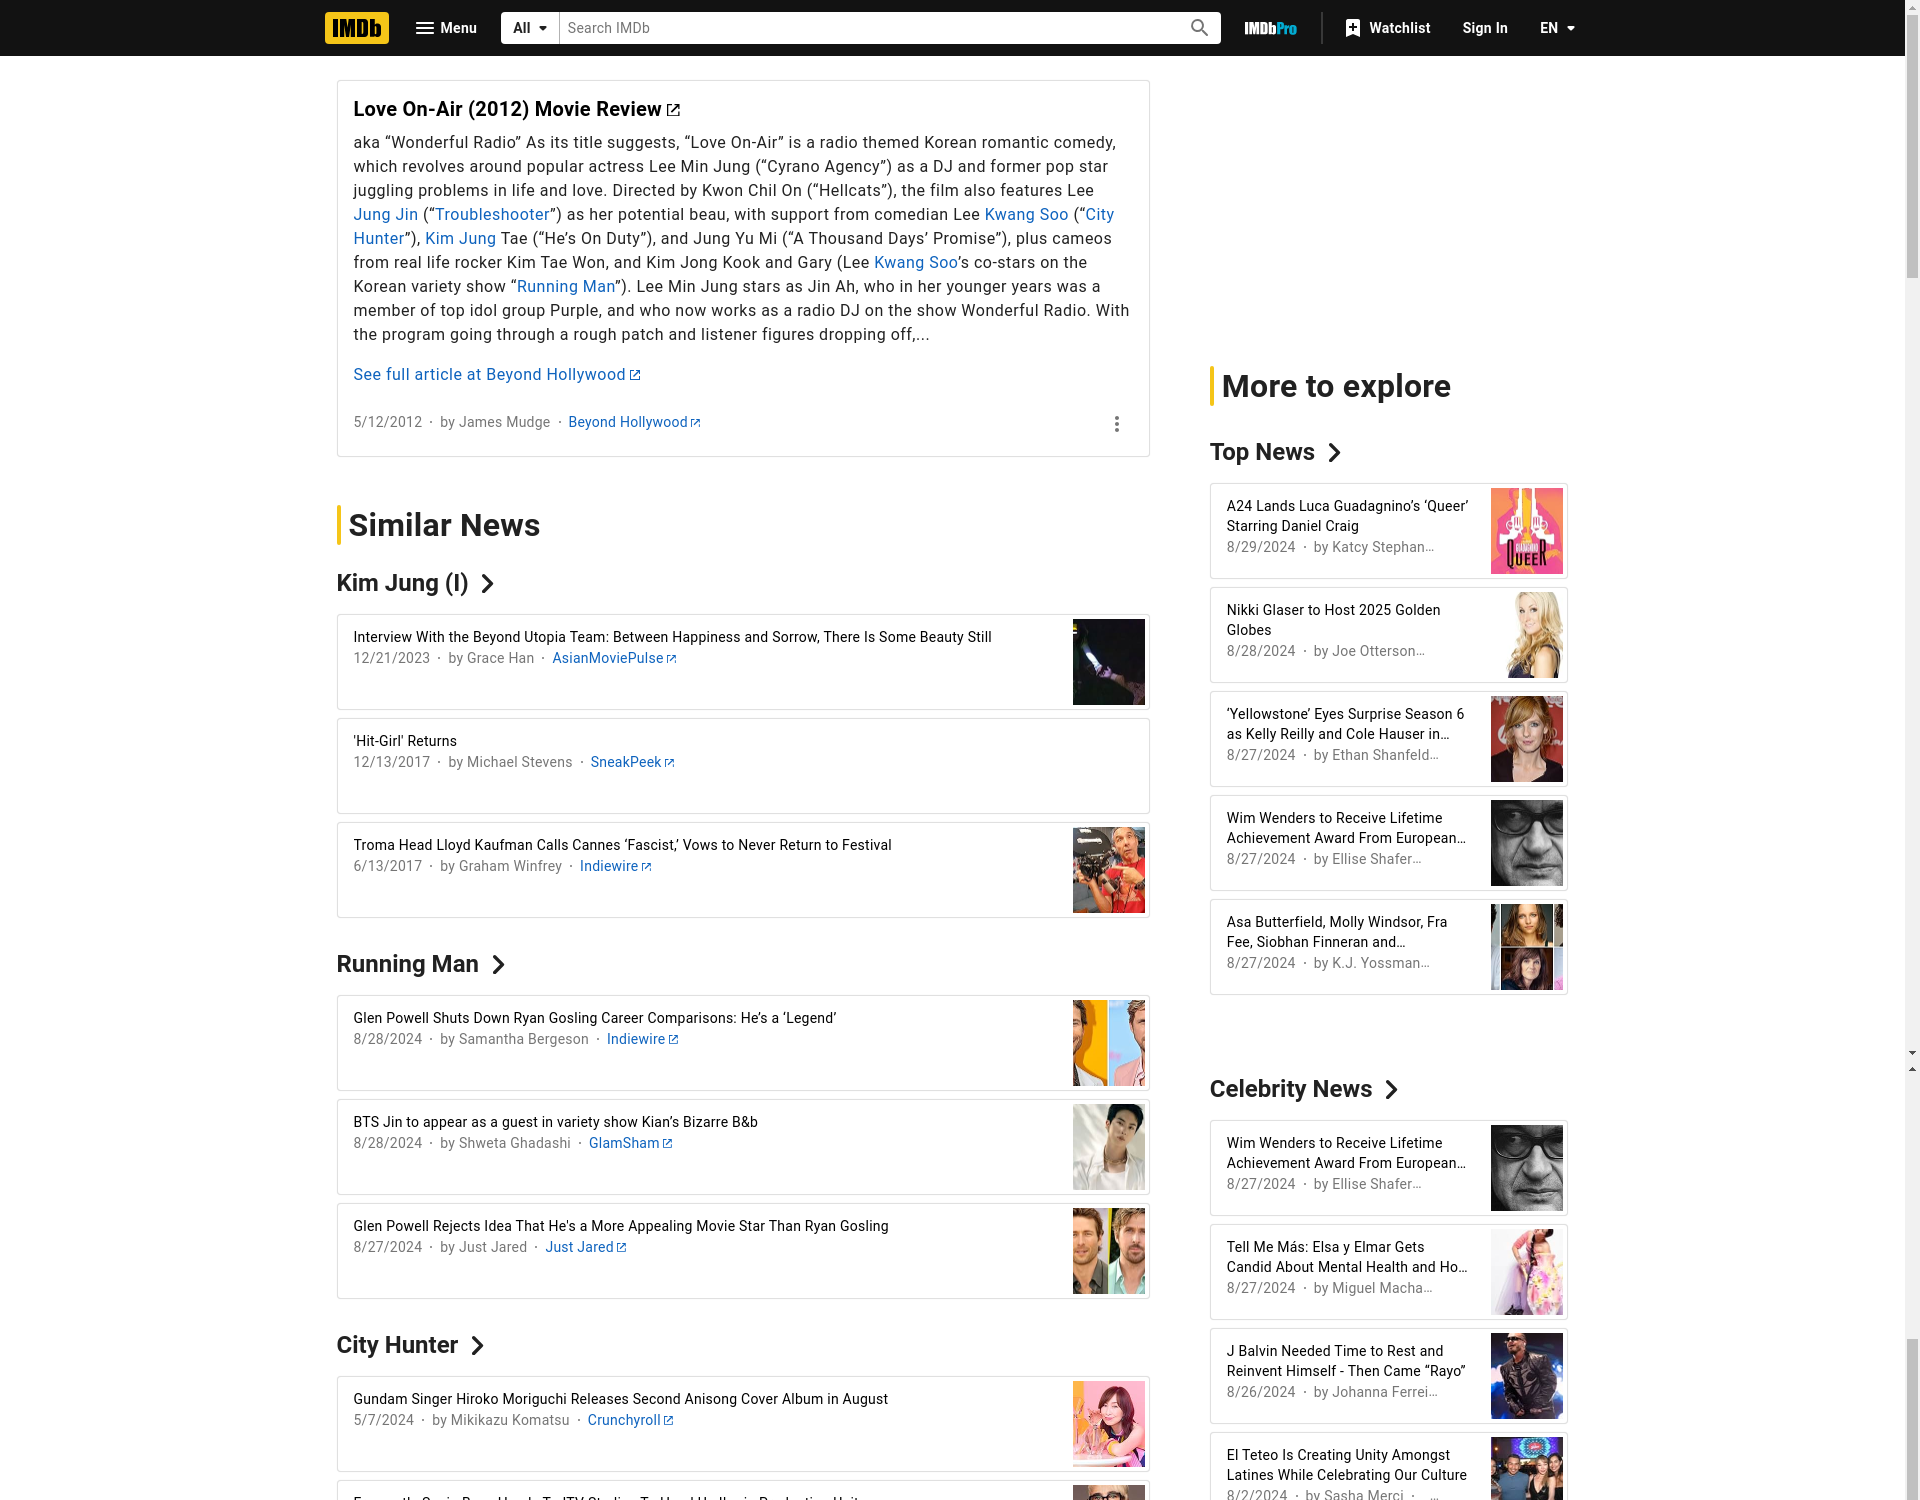 IMDb
Menu
All
Search IMDb
IMDbPro
Watchlist
Sign In
EN
Love On-Air (2012) Movie Review
aka “Wonderful Radio” As its title suggests, “Love On-Air” is a radio themed Korean romantic comedy,
which revolves around popular actress Lee Min Jung (“Cyrano Agency”) as a DJ and former pop star
juggling problems in life and love. Directed by Kwon Chil On (“Hellcats”), the film also features Lee
Jung Jin (“Troubleshooter”) as her potential beau, with support from comedian Lee Kwang Soo (“City
Hunter”), Kim Jung Tae (“He’s On Duty”), and Jung Yu Mi (“A Thousand Days’ Promise”), plus cameos
from real life rocker Kim Tae Won, and Kim Jong Kook and Gary (Lee Kwang Soo’s co-stars on the
Korean variety show “Running Man”). Lee Min Jung stars as Jin Ah, who in her younger years was a
member of top idol group Purple, and who now works as a radio DJ on the show Wonderful Radio. With
the program going through a rough patch and listener figures dropping off,...
See full article at Beyond Hollywood
5/12/2012 · by James Mudge · Beyond Hollywood
Similar News
Kim Jung (I)
Interview With the Beyond Utopia Team: Between Happiness and Sorrow, There Is Some Beauty Still
12/21/2023 · by Grace Han · AsianMoviePulse
'Hit-Girl' Returns
12/13/2017 · by Michael Stevens · SneakPeek
Troma Head Lloyd Kaufman Calls Cannes ‘Fascist,’ Vows to Never Return to Festival
6/13/2017 · by Graham Winfrey · Indiewire
Running Man
Glen Powell Shuts Down Ryan Gosling Career Comparisons: He’s a ‘Legend’
8/28/2024 · by Samantha Bergeson · Indiewire
BTS Jin to appear as a guest in variety show Kian’s Bizarre B&b
8/28/2024 · by Shweta Ghadashi · GlamSham
Glen Powell Rejects Idea That He's a More Appealing Movie Star Than Ryan Gosling
8/27/2024 · by Just Jared · Just Jared
City Hunter
Gundam Singer Hiroko Moriguchi Releases Second Anisong Cover Album in August
5/7/2024 · by Mikikazu Komatsu · Crunchyroll
More to explore
Top News
A24 Lands Luca Guadagnino’s ‘Queer’
Starring Daniel Craig
8/29/2024 · by Katcy Stephan…
QUEER
Nikki Glaser to Host 2025 Golden
Globes
8/28/2024 · by Joe Otterson…
‘Yellowstone’ Eyes Surprise Season 6
as Kelly Reilly and Cole Hauser in…
8/27/2024 · by Ethan Shanfeld…
Wim Wenders to Receive Lifetime
Achievement Award From European…
8/27/2024 · by Ellise Shafer…
Asa Butterfield, Molly Windsor, Fra
Fee, Siobhan Finneran and…
8/27/2024 · by K.J. Yossman…
Celebrity News
Wim Wenders to Receive Lifetime
Achievement Award From European…
8/27/2024 · by Ellise Shafer…
Tell Me Más: Elsa y Elmar Gets
Candid About Mental Health and Ho…
8/27/2024 · by Miguel Macha…
J Balvin Needed Time to Rest and
Reinvent Himself - Then Came “Rayo”
8/26/2024 · by Johanna Ferrei…
El Teteo Is Creating Unity Amongst
Latines While Celebrating Our Culture
8/2/2024 · by Sasha Merci · …